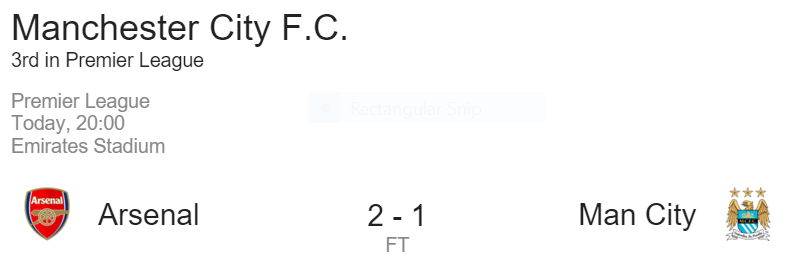 Manchester City F.C.
3rd in Premier League
Premier League
Today, 20:00
Emirates Stadium
Rectangular Snip
Arsenal
Arsenal 2 - 1 Man City
FT